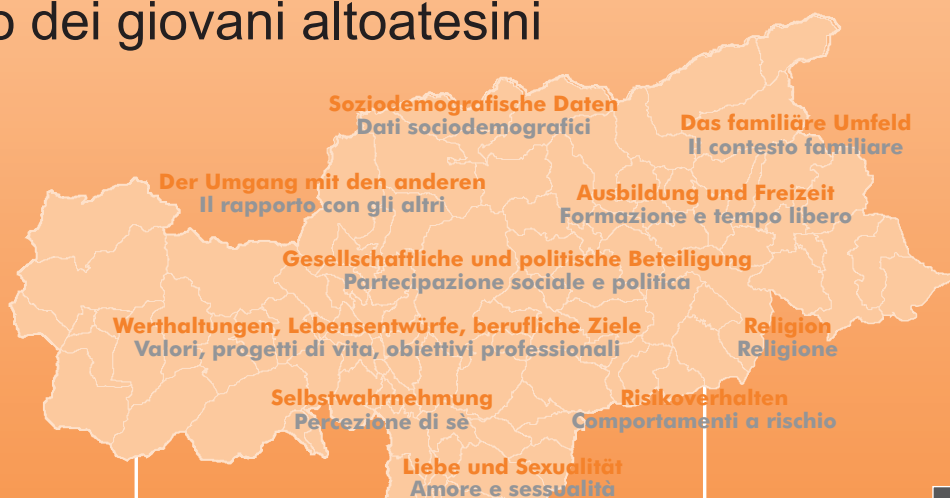 o dei giovani altoatesini
Soziodemografische Daten
Dati sociodemografici
Das familiäre Umfeld
Il contesto familiare
Der Umgang mit den anderen
Il rapporto con gli altri
Ausbildung und Freizeit
Formazione e tempo libero
Gesellschaftliche und politische Beteiligung
Partecipazione sociale e politica
Werthaltungen, Lebensentwürfe, berufliche Ziele
Valori, progetti di vita, obiettivi professionali
Religion
Religione
Selbstwahrnehmung
Percezione di sè
Risikoverhalten
Comportamenti a rischio
Liebe und Sexualität
Amore e sessualità